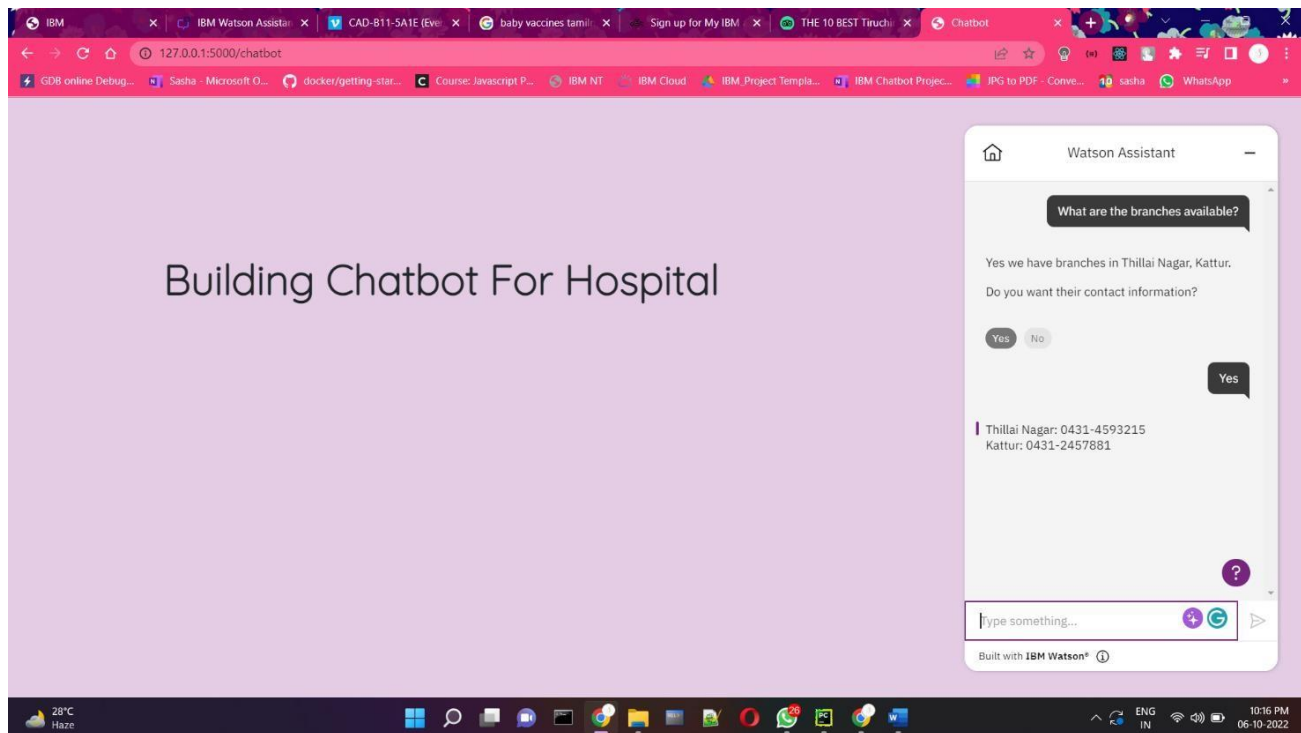 IBM
IBM Watson Assistan
CAD-B11-5A1E (Eve
baby vaccines tamiln
Sign up for My IBM
THE 10 BEST Tiruchi
Chatbot
127.0.0.1:5000/chatbot
GDB online Debug...
Sasha - Microsoft O...
docker/getting-star...
Course: Javascript P...
IBM NT
IBM Cloud
IBM_Project Templa...
IBM Chatbot Projec...
JPG to PDF - Conve...
sasha
WhatsApp
»
Building Chatbot For Hospital
Watson Assistant
What are the branches available?
Yes we have branches in Thillai Nagar, Kattur.
Do you want their contact information?
Yes No
Yes
Thillai Nagar: 0431-4593215
Kattur: 0431-2457881
?
Type something...
Built with IBM Watson®
28°C
Haze
26
PC
ENG
IN
10:16 PM
06-10-2022